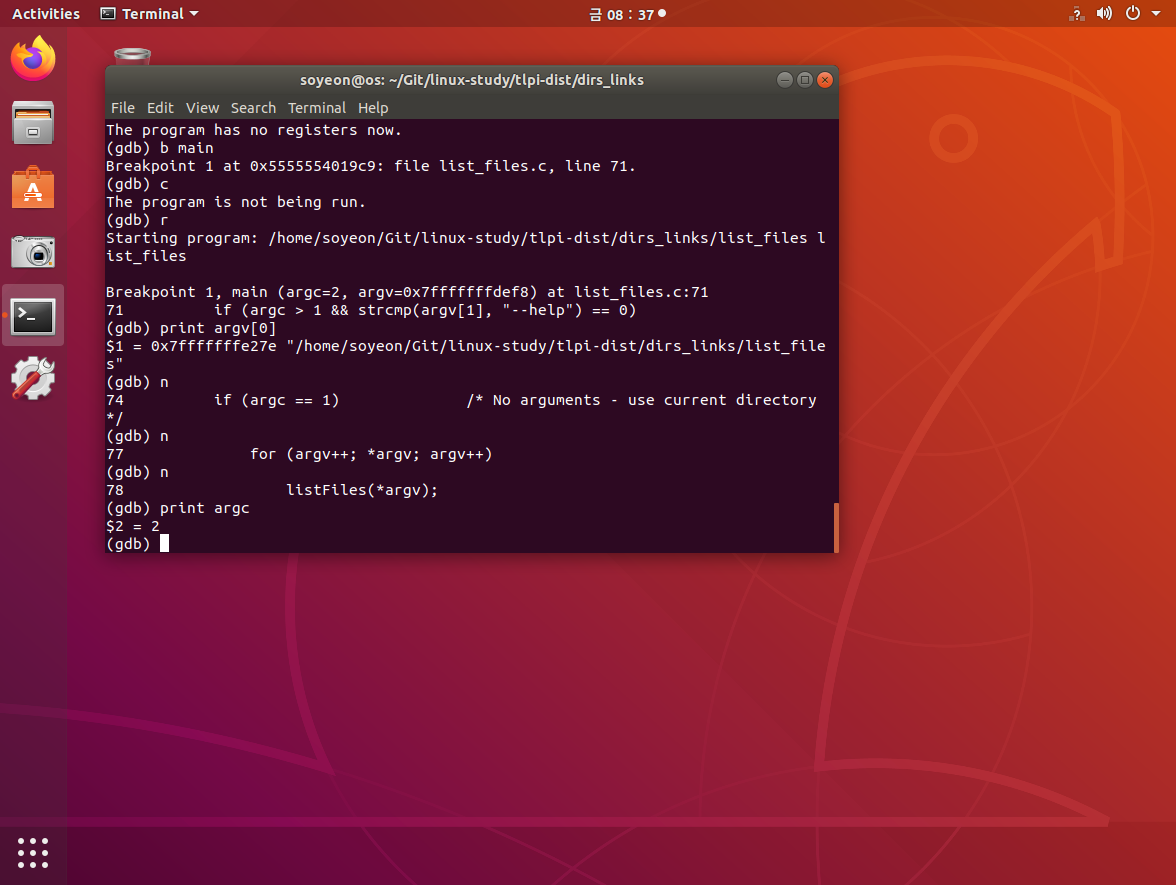 Activities
Terminal
금 08 : 37
soyeon@os: ~/Git/linux-study/tlpi-dist/dirs_links
File Edit View Search Terminal Help
The program has no registers now.
(gdb) b main
Breakpoint 1 at 0x5555554019c9: file list_files.c, line 71.
(gdb) c
The program is not being run.
(gdb) r
Starting program: /home/soyeon/Git/linux-study/tlpi-dist/dirs_links/list_files l
ist_files
Breakpoint 1, main (argc=2, argv=0x7fffffffdef8) at list_files.c:71
71          if (argc > 1 && strcmp(argv[1], "--help") == 0)
(gdb) print argv[0]
$1 = 0x7fffffffe27e "/home/soyeon/Git/linux-study/tlpi-dist/dirs_links/list_file
s"
(gdb) n
74          if (argc == 1)              /* No arguments - use current directory
*/
(gdb) n
77              for (argv++; *argv; argv++)
(gdb) n
78                  listFiles(*argv);
(gdb) print argc
$2 = 2
(gdb)